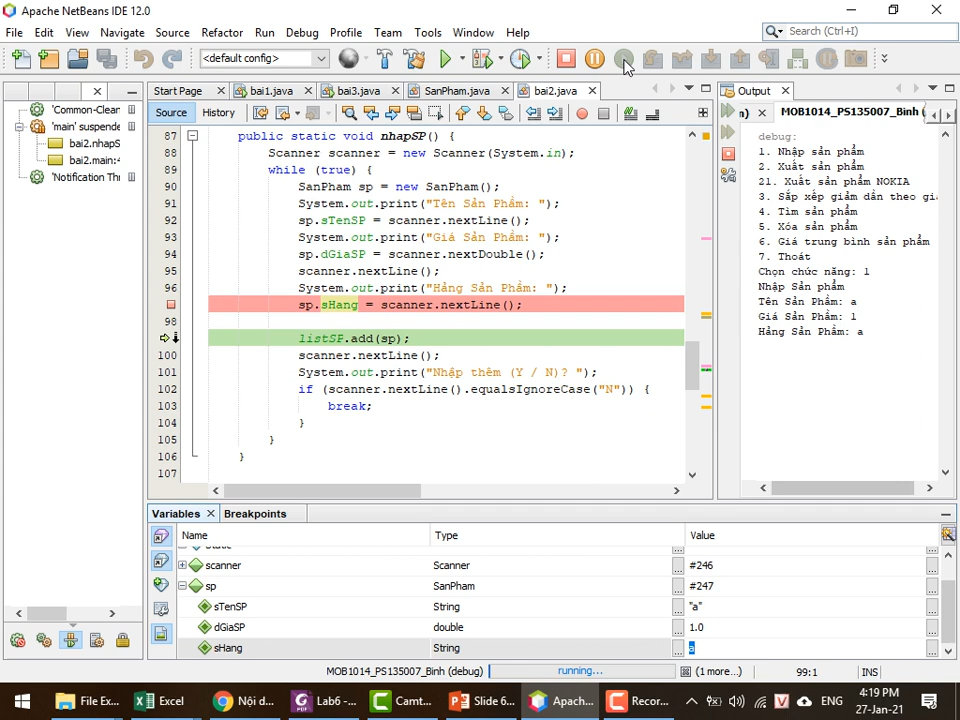 Apache NetBeans IDE 12.0
File Edit View Navigate Source Refactor Run Debug Profile Team Tools Window Help
Search (Ctrl+I)
<default config>
Start Page bai1.java bai3.java SanPham.java bai2.java
Output
Source History
MOB1014_PS135007_Binh (
'Common-Clean
'main' suspende
bai2.nhapS
bai2.main:4
'Notification Thr
87 public static void nhapSP() {
88 Scanner scanner = new Scanner(System.in);
89 while (true) {
90 SanPham sp = new SanPham();
91 System.out.print("Tên Sản Phẩm: ");
92 sp.sTenSP = scanner.nextLine();
93 System.out.print("Giá Sản Phẩm: ");
94 sp.dGiaSP = scanner.nextDouble();
95 scanner.nextLine();
96 System.out.print("Hảng Sản Phẩm: ");
sp.sHang = scanner.nextLine();
98
listSP.add(sp);
100 scanner.nextLine();
101 System.out.print("Nhập thêm (Y / N)? ");
102 if (scanner.nextLine().equalsIgnoreCase("N")) {
103 break;
104 }
105 }
106 }
107
debug:
1. Nhập sản phẩm
2. Xuất sản phẩm
21. Xuất sản phẩm NOKIA
3. Sắp xếp giảm dần theo
4. Tìm sản phẩm
5. Xóa sản phẩm
6. Giá trung bình sản phẩm
7. Thoát
Chọn chức năng: 1
Nhập Sản phẩm
Tên Sản Phẩm: a
Giá Sản Phẩm: 1
Hảng Sản Phẩm: a
Variables Breakpoints
Name Type Value
scanner Scanner #246
sp SanPham #247
sTenSP String "a"
dGiaSP double 1.0
sHang String a
MOB1014_PS135007_Binh (debug) running... (1 more...) 99:1 INS
File Ex... Excel Nội d... Lab6 -... Camt... Slide 6... Apach... Recor... ENG
4:19 PM
27-Jan-21